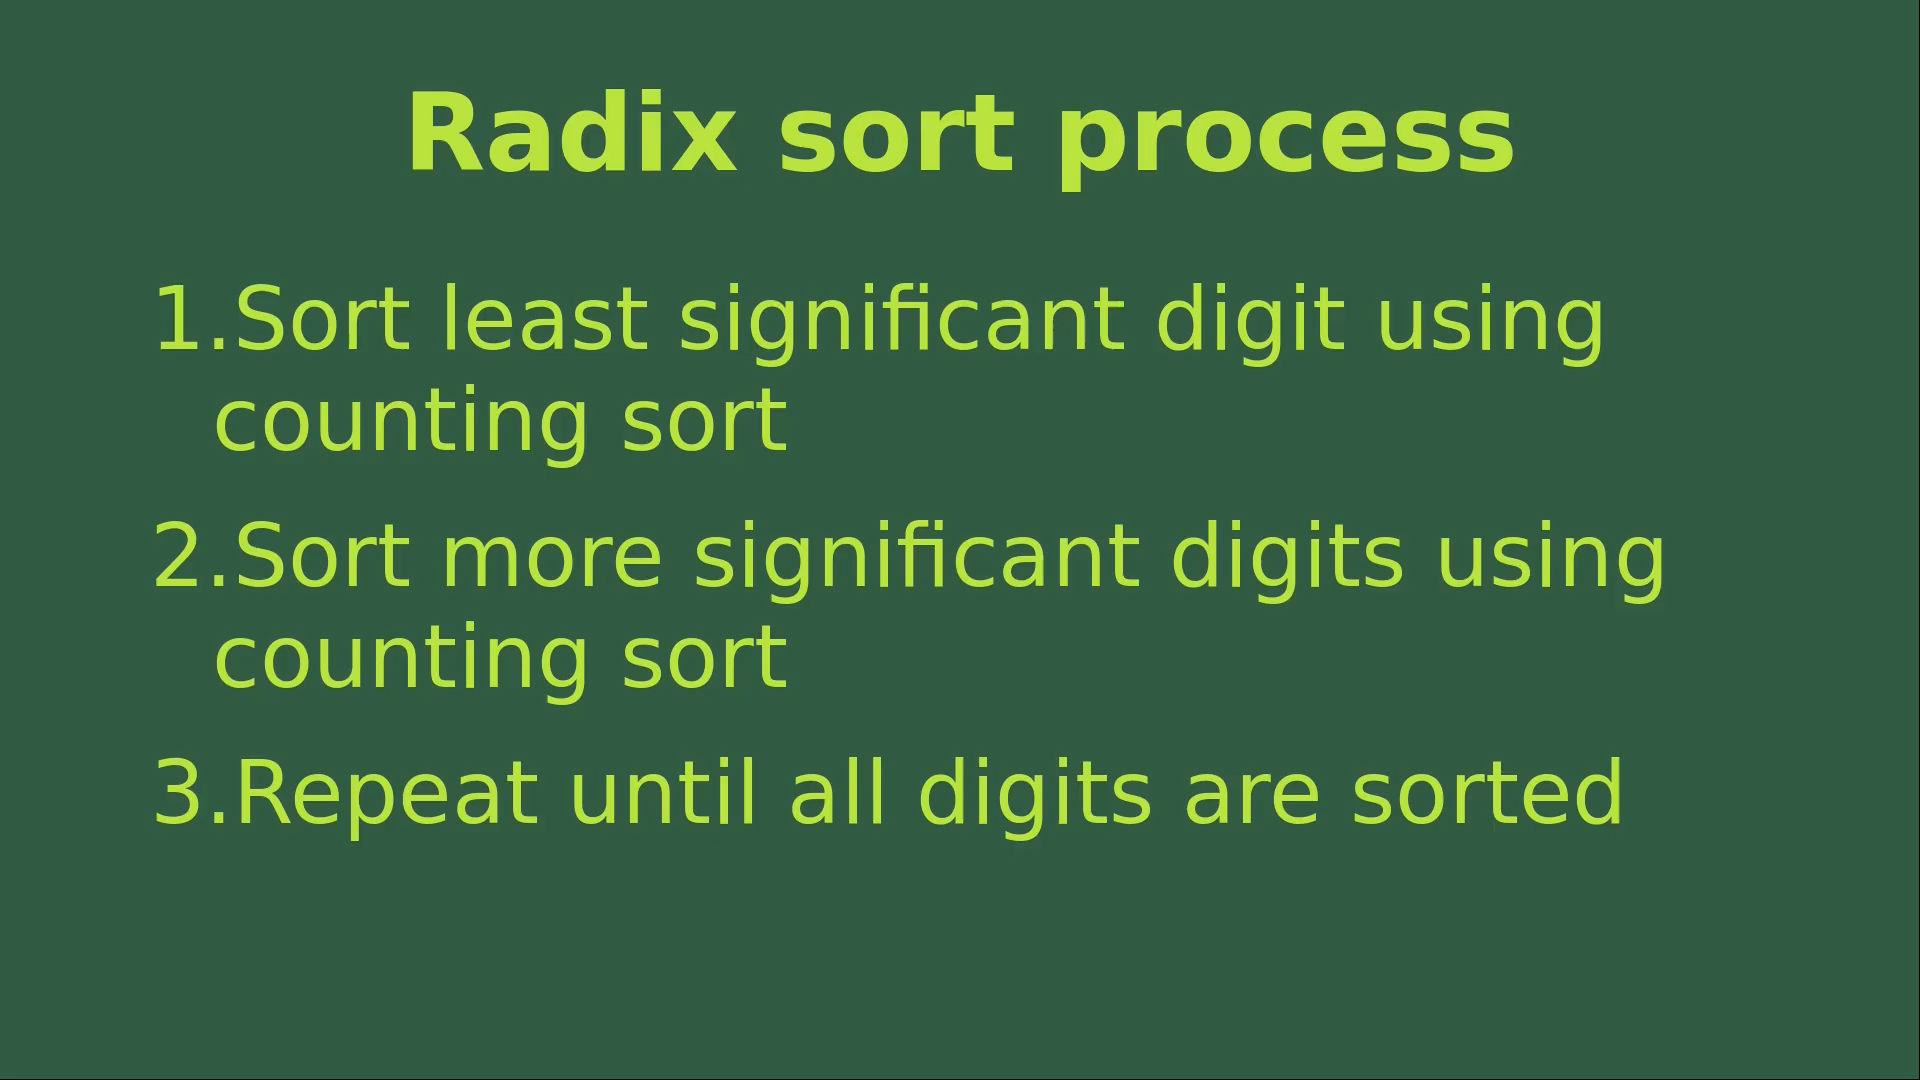 Radix sort process
1.Sort least significant digit using
counting sort
2.Sort more significant digits using
counting sort
3.Repeat until all digits are sorted